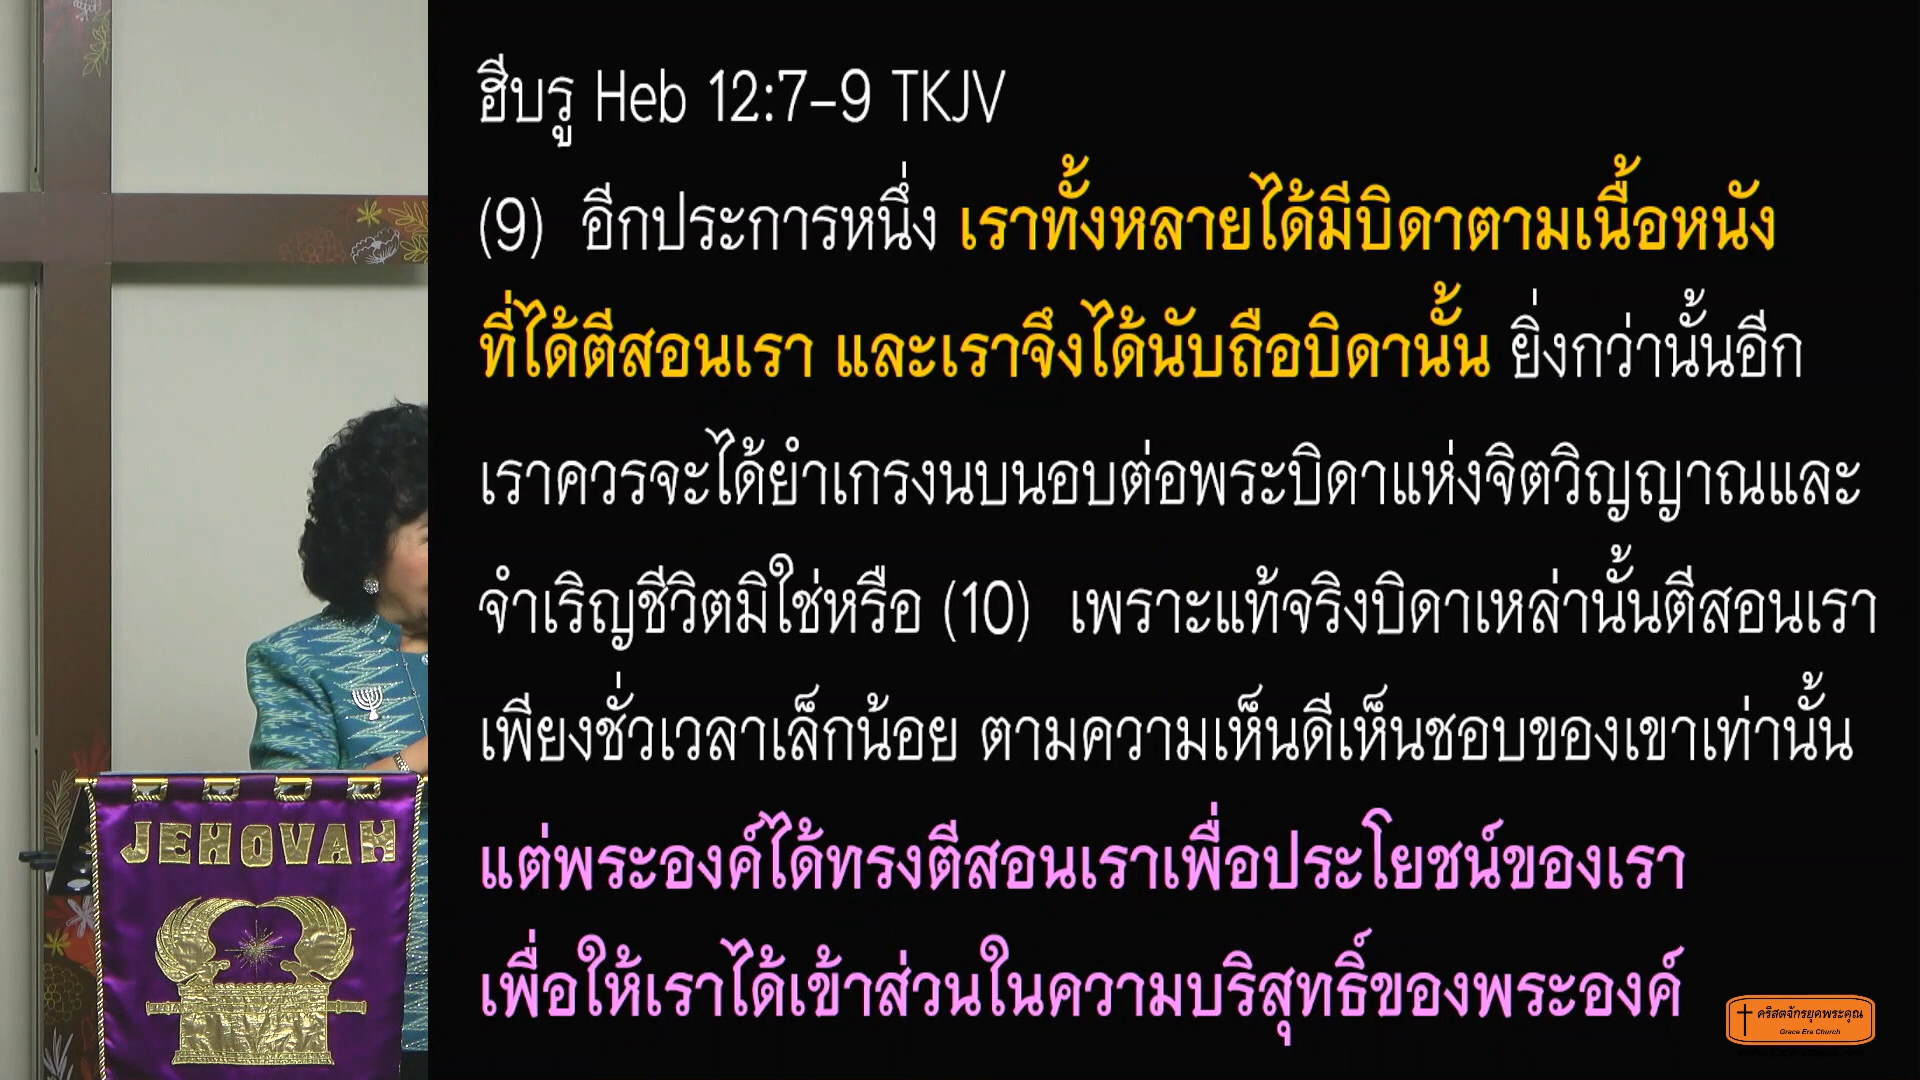 ฮีบรู Heb 12:7-9 TKJV
(9) อีกประการหนึ่ง เราทั้งหลายได้มีบิดาตามเนื้อหนัง
ที่ได้ตีสอนเรา และเราจึงได้นับถือบิดานั้น ยิ่งกว่านั้นอีก
เราควรจะได้ยำเกรงนบนอบต่อพระบิดาแห่งจิตวิญญาณและ
จำเริญชีวิตมิใช่หรือ (10) เพราะแท้จริงบิดาเหล่านั้นตีสอนเรา
เพียงชั่วเวลาเล็กน้อย ตามความเห็นดีเห็นชอบของเขาเท่านั้น
แต่พระองค์ได้ทรงตีสอนเราเพื่อประโยชน์ของเรา
เพื่อให้เราได้เข้าส่วนในความบริสุทธิ์ของพระองค์
JEHOVAH
คริสตจักรยุคพระคุณ
Grace Era Church